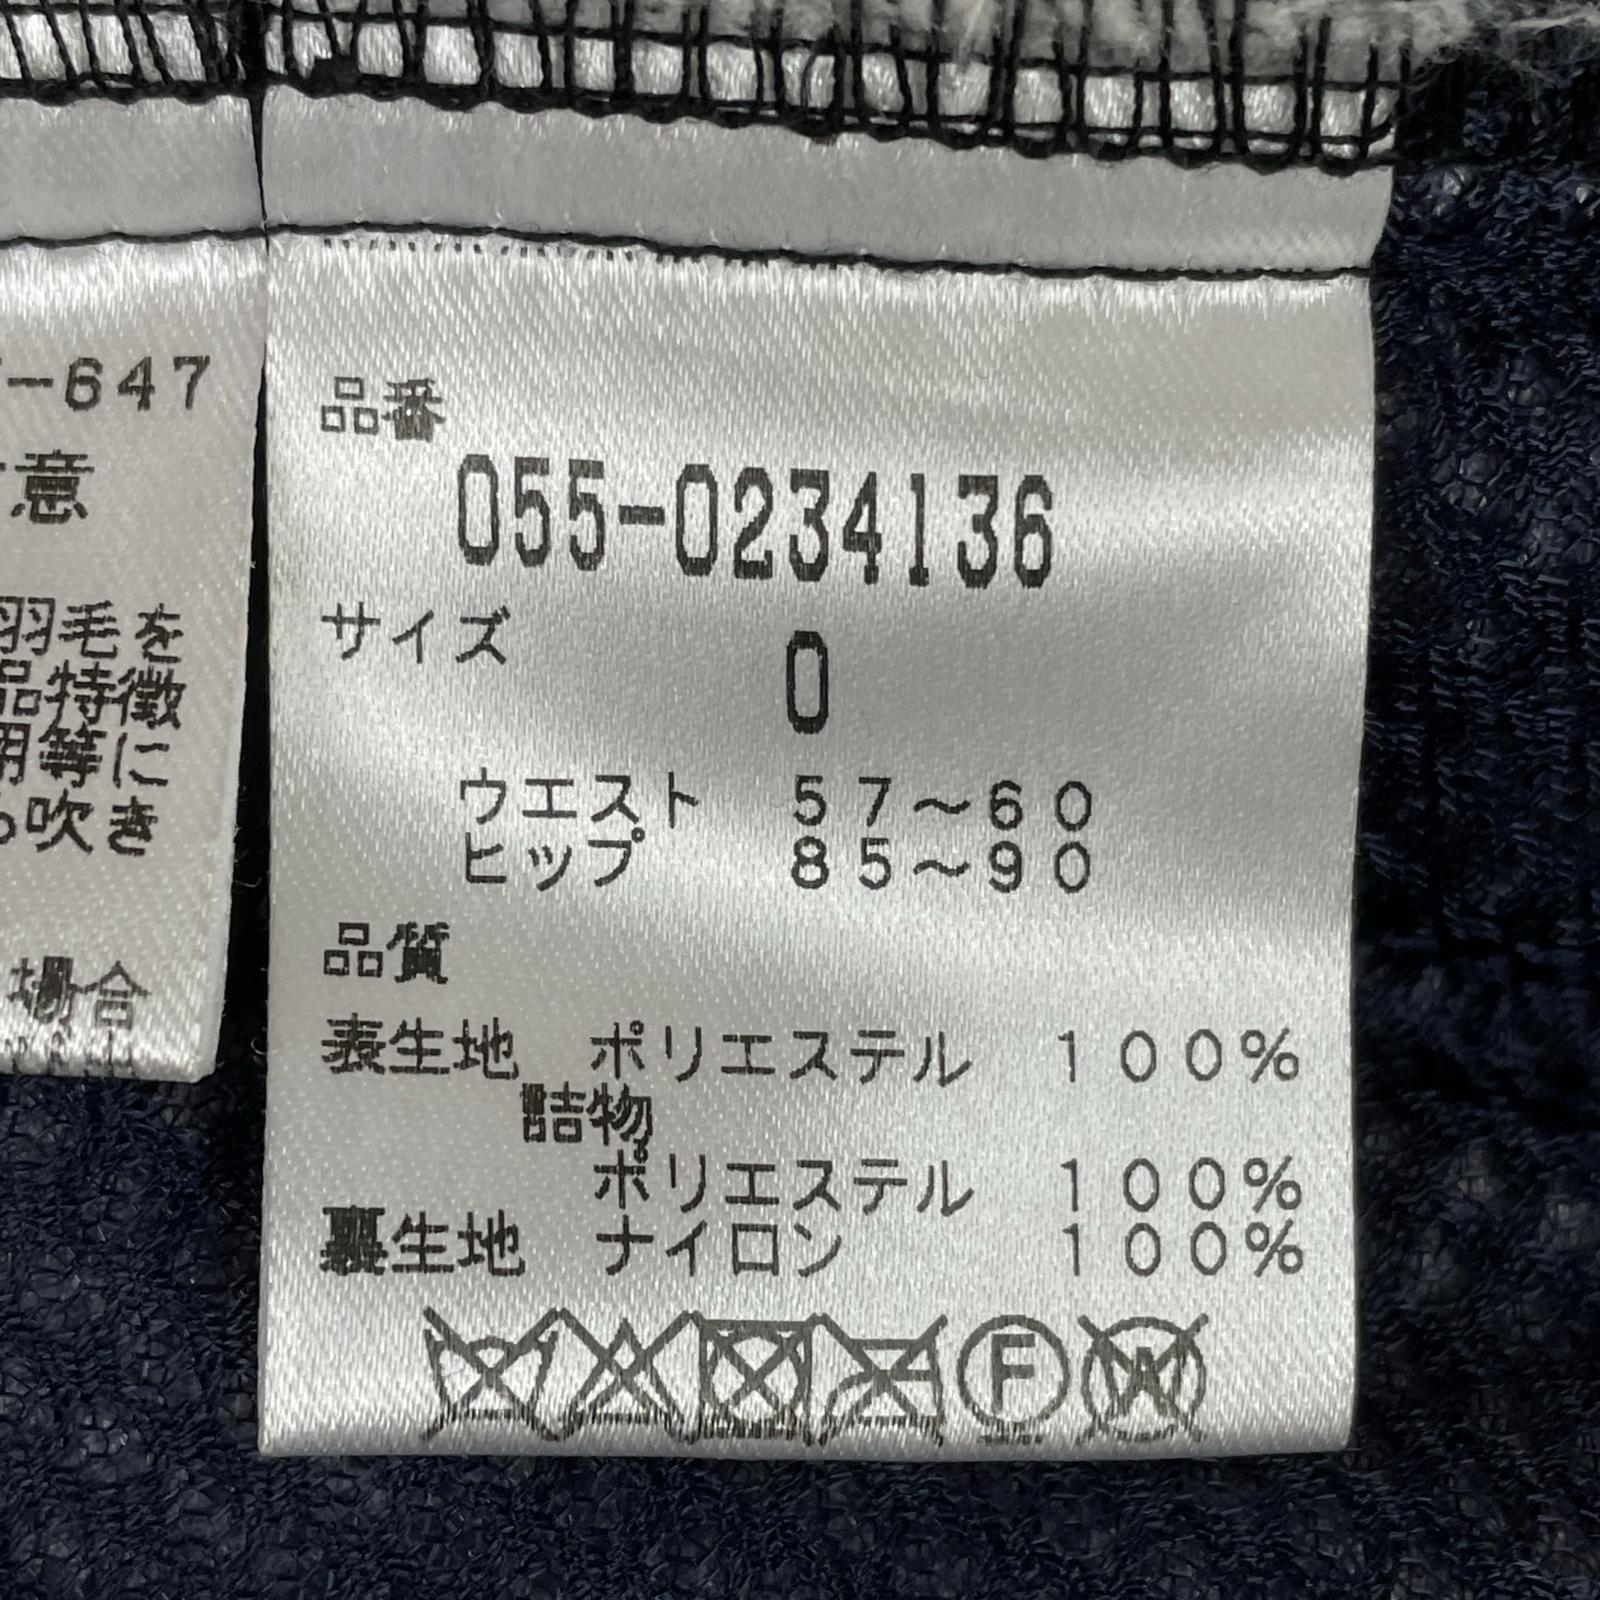 -647
意
羽毛を
品特徴
用等に
吹き
場合
品番
055-0234136
サイズ 0
ウエスト 57~60
ヒップ 85~90
品質
表生地 ポリエステル 100%
詰物
ポリエステル 100%
裏生地 ナイロン 100%
F A